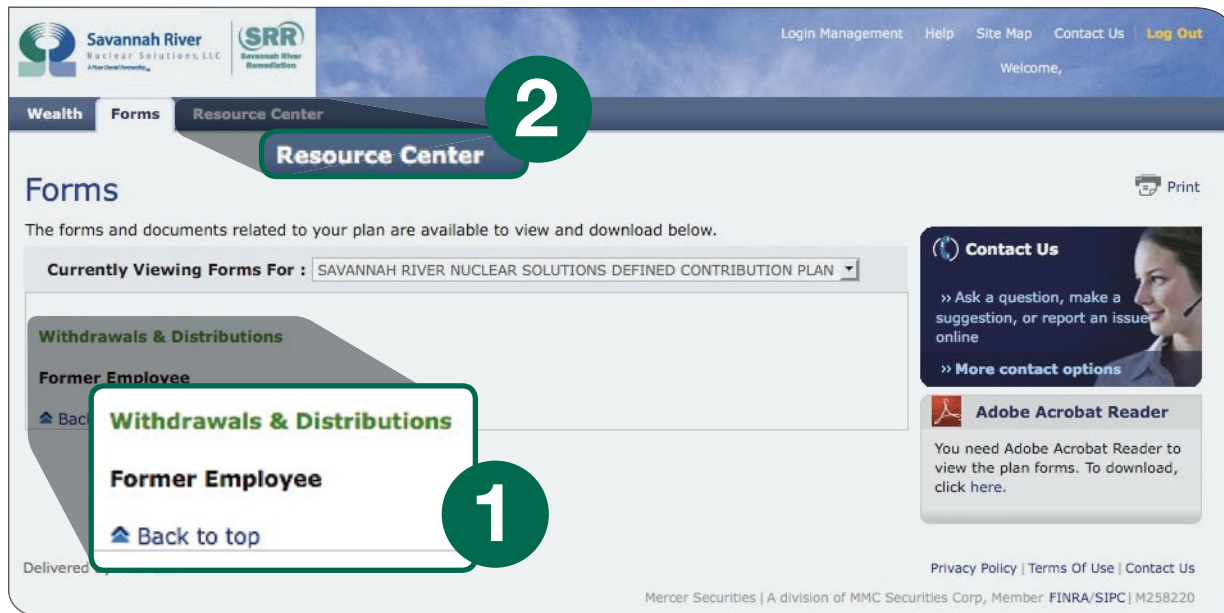 Savannah River
Nuclear Solutions, LLC
SRR
Savannah River
Remediation
Login Management
Help
Site Map
Contact Us
Log Out
Welcome,
Wealth
Forms
Resource Center
2
Resource Center
Forms
Print
The forms and documents related to your plan are available to view and download below.
Currently Viewing Forms For : SAVANNAH RIVER NUCLEAR SOLUTIONS DEFINED CONTRIBUTION PLAN
Withdrawals & Distributions
Former Employee
Back
Withdrawals & Distributions
Former Employee
Back to top
1
Contact Us
›› Ask a question, make a
suggestion, or report an issue
online
›› More contact options
Adobe Acrobat Reader
You need Adobe Acrobat Reader to
view the plan forms. To download,
click here.
Delivered
Privacy Policy | Terms Of Use | Contact Us
Mercer Securities | A division of MMC Securities Corp, Member FINRA/SIPC | M258220